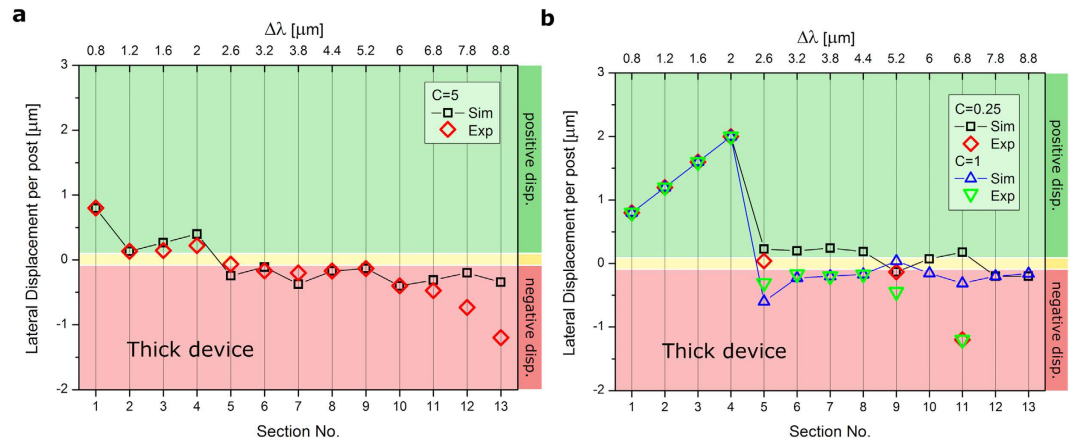 a
Δλ [μm]
0.8 1.2 1.6 2 2.6 3.2 3.8 4.4 5.2 6 6.8 7.8 8.8
3
2
1
0
-1
-2
Lateral Displacement per post [μm]
C=5
Sim
Exp
positive disp.
negative disp.
Thick device
1 2 3 4 5 6 7 8 9 10 11 12 13
Section No.
b
Δλ [μm]
0.8 1.2 1.6 2 2.6 3.2 3.8 4.4 5.2 6 6.8 7.8 8.8
3
2
1
0
-1
-2
Lateral Displacement per post [μm]
C=0.25
Sim
Exp
C=1
Sim
Exp
positive disp.
negative disp.
Thick device
1 2 3 4 5 6 7 8 9 10 11 12 13
Section No.